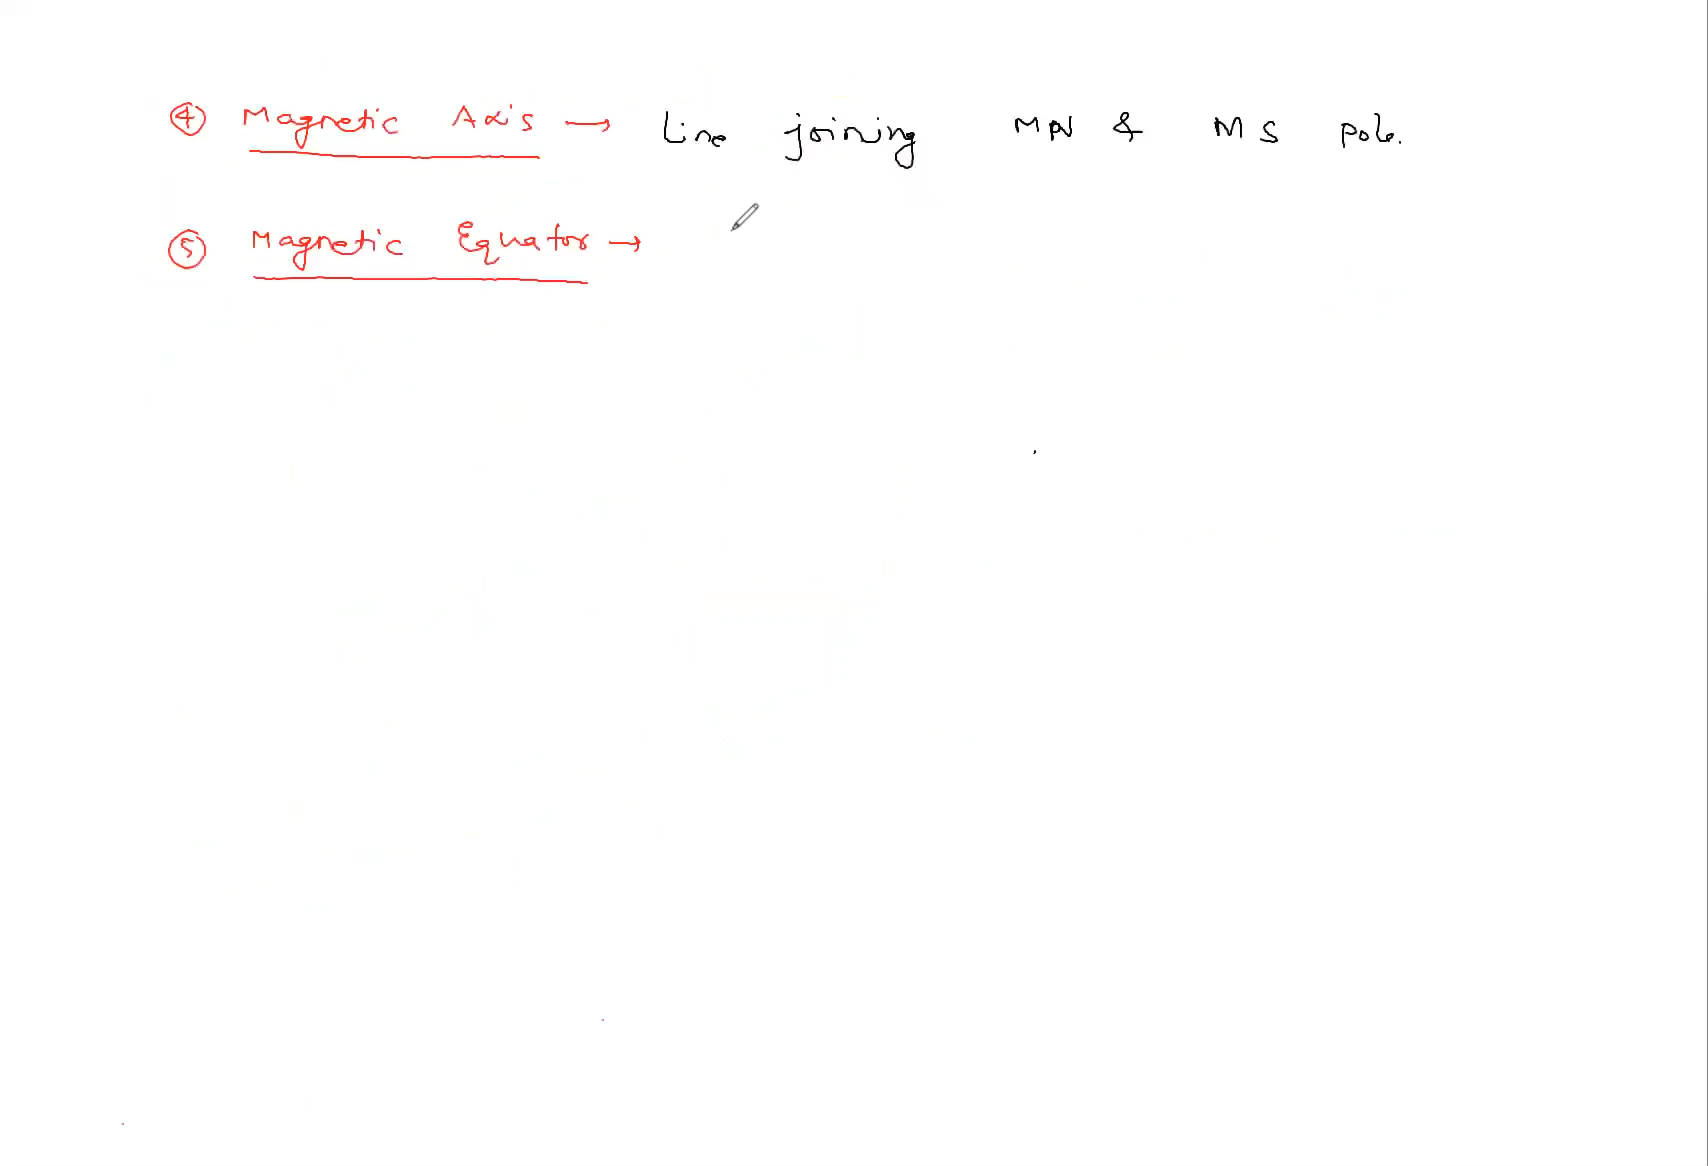 ④ Magnetic Axis → Line joining MN & MS pole.
⑤ Magnetic Equator →